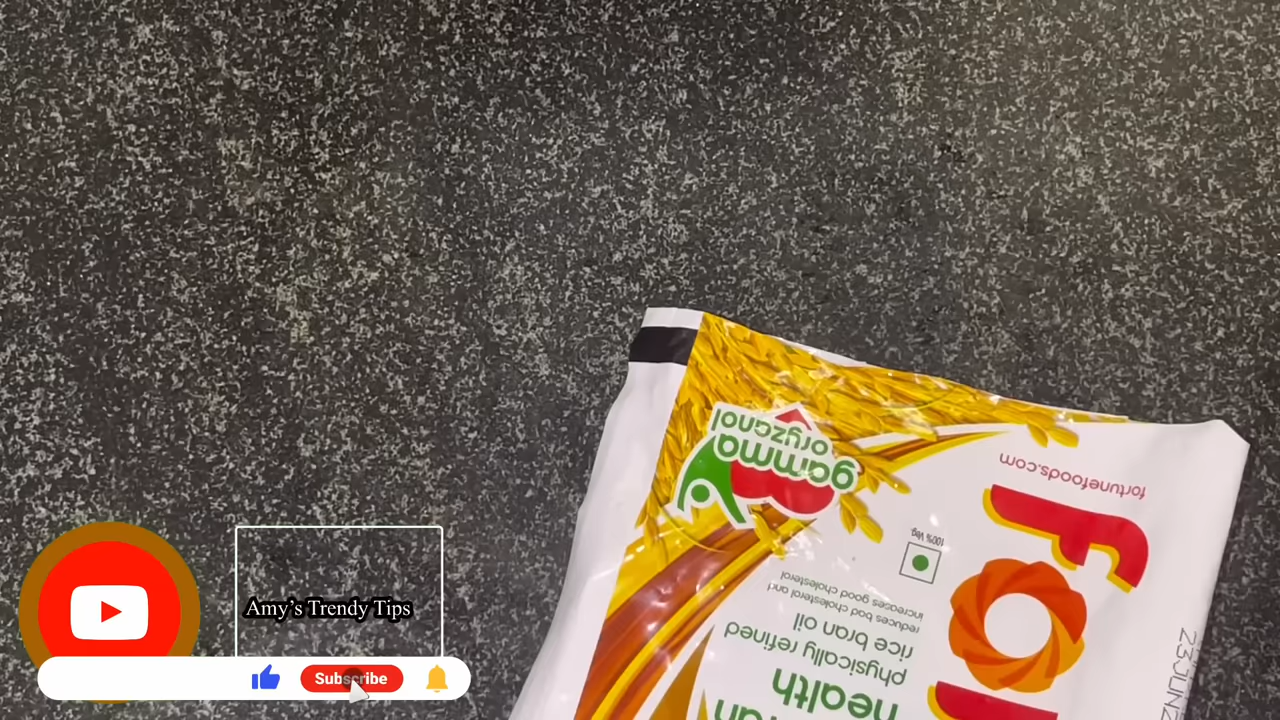 fortunefoods.com
gamma
oryzanol
100% Veg.
health
physically refined
rice bran oil
reduces bad cholesterol and
increases good cholesterol
Amy's Trendy Tips
Subscribe